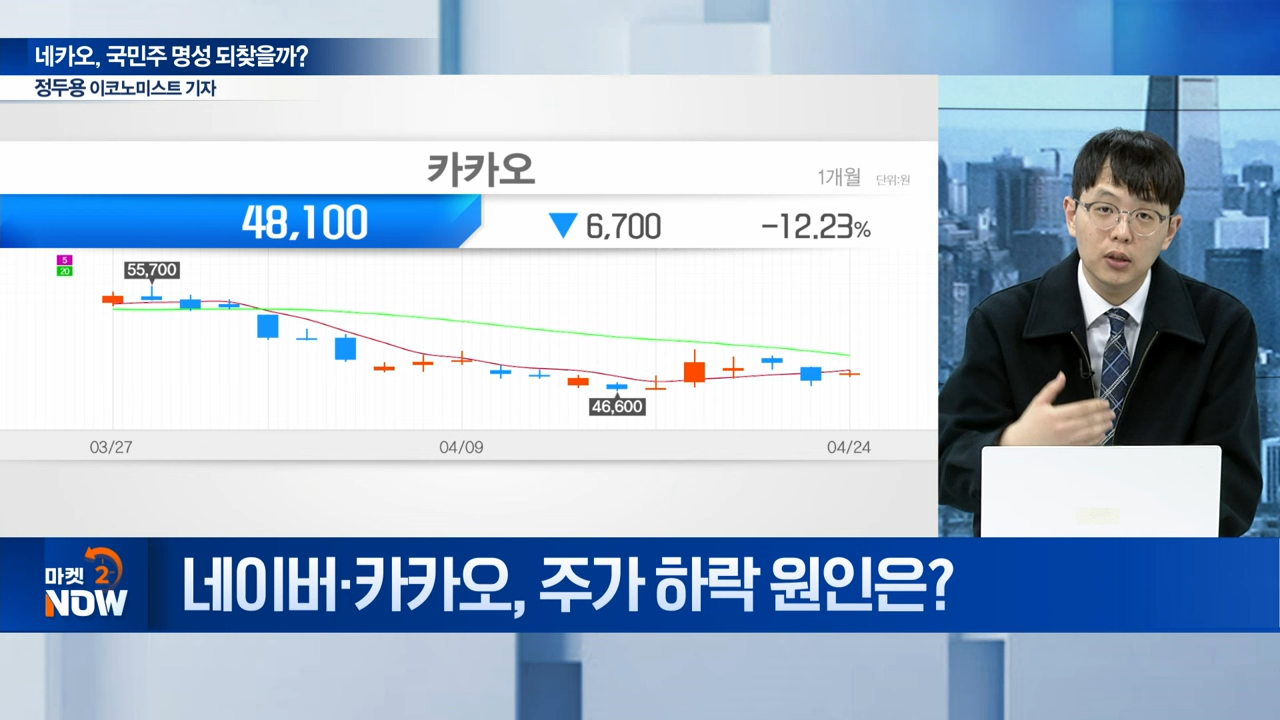 네카오, 국민주 명성 되찾을까?
정두용 이코노미스트 기자
카카오
1개월 단위:원
48,100 ▼ 6,700 -12.23%
5
20
55,700
46,600
03/27 04/09 04/24
마켓 2
NOW
네이버·카카오, 주가 하락 원인은?